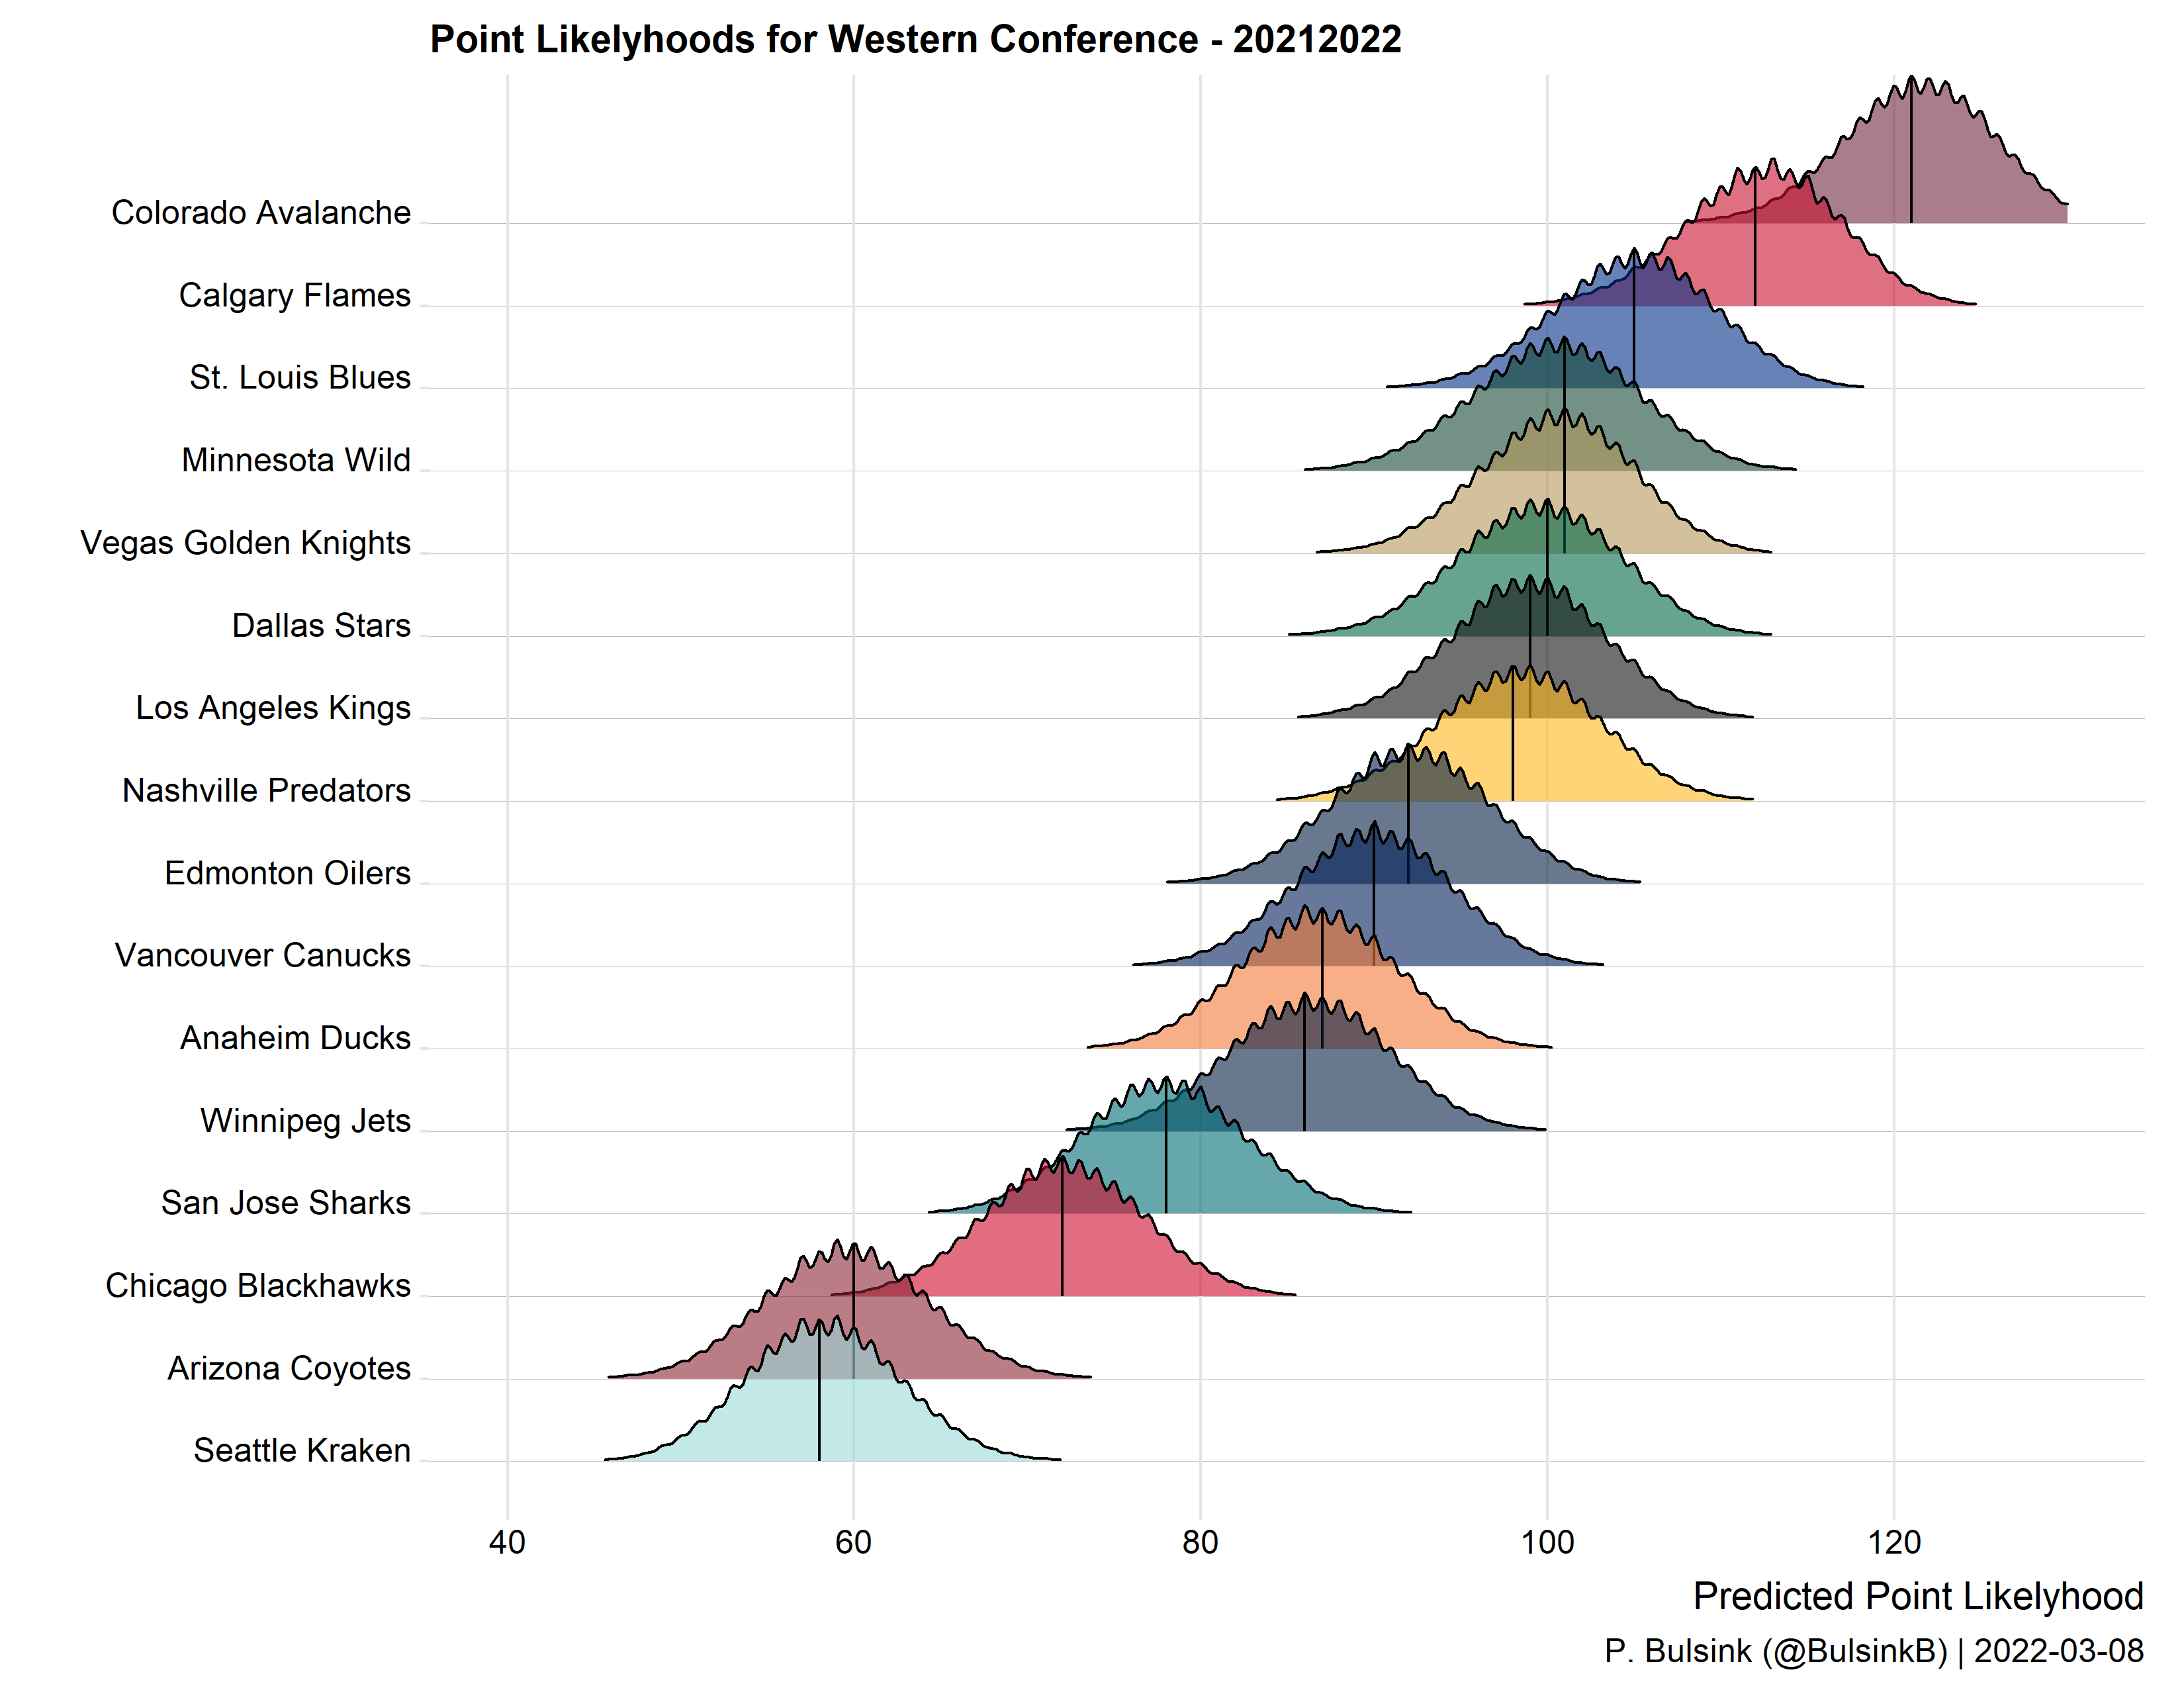 Point Likelyhoods for Western Conference - 20212022
Colorado Avalanche
Calgary Flames
St. Louis Blues
Minnesota Wild
Vegas Golden Knights
Dallas Stars
Los Angeles Kings
Nashville Predators
Edmonton Oilers
Vancouver Canucks
Anaheim Ducks
Winnipeg Jets
San Jose Sharks
Chicago Blackhawks
Arizona Coyotes
Seattle Kraken
40 60 80 100 120
Predicted Point Likelyhood
P. Bulsink (@BulsinkB) | 2022-03-08